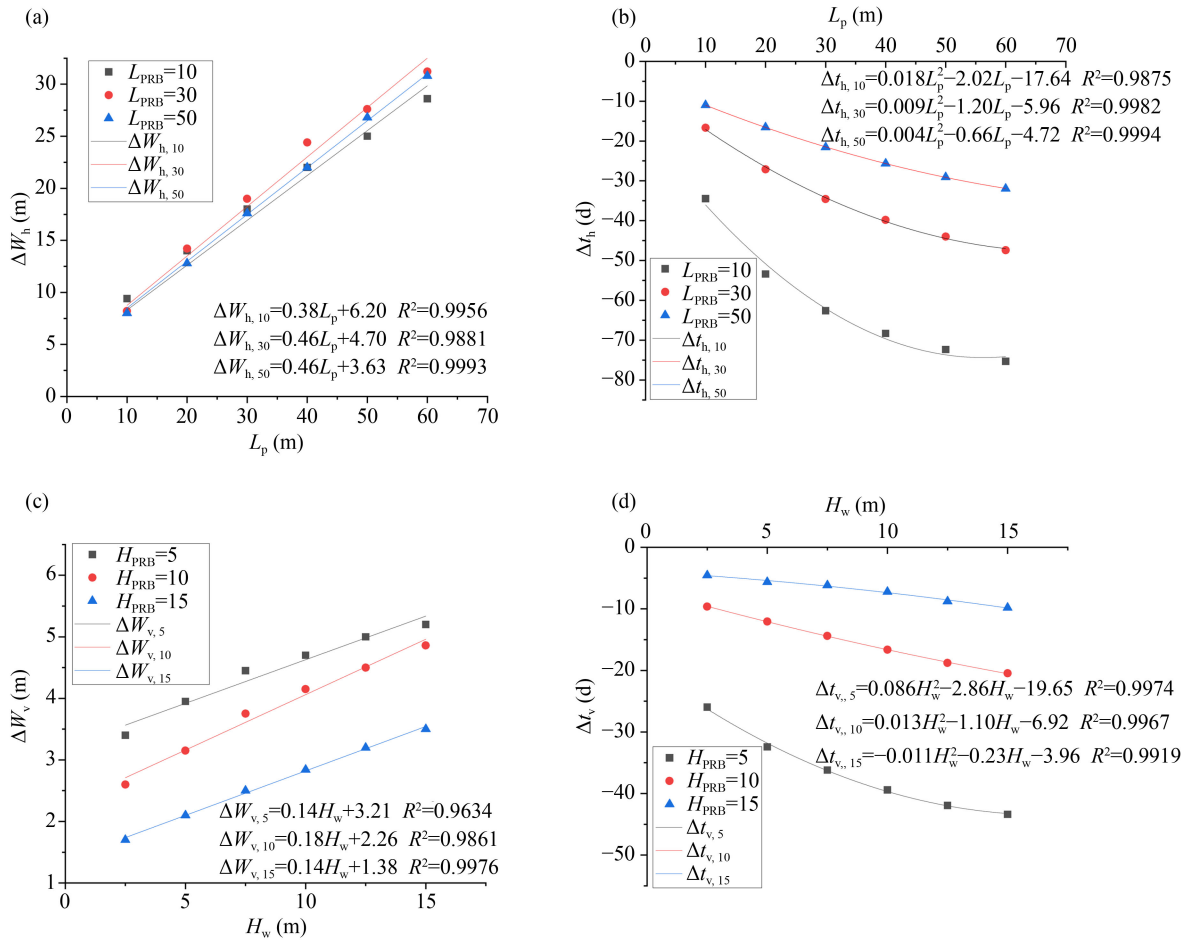 (a)
30
25
20
15
10
5
0
0
10
20
30
40
50
60
70
ΔW_h (m)
L_p (m)
L_PRB=10
L_PRB=30
L_PRB=50
ΔW_h, 10
ΔW_h, 30
ΔW_h, 50
ΔW_h, 10=0.38L_p+6.20 R²=0.9956
ΔW_h, 30=0.46L_p+4.70 R²=0.9881
ΔW_h, 50=0.46L_p+3.63 R²=0.9993
(b)
L_p (m)
0
10
20
30
40
50
60
70
0
−10
−20
−30
−40
−50
−60
−70
−80
Δt_h (d)
Δt_h, 10=0.018L_p²−2.02L_p−17.64 R²=0.9875
Δt_h, 30=0.009L_p²−1.20L_p−5.96 R²=0.9982
Δt_h, 50=0.004L_p²−0.66L_p−4.72 R²=0.9994
L_PRB=10
L_PRB=30
L_PRB=50
Δt_h, 10
Δt_h, 30
Δt_h, 50
(c)
6
5
4
3
2
1
0
5
10
15
ΔW_v (m)
H_w (m)
H_PRB=5
H_PRB=10
H_PRB=15
ΔW_v, 5
ΔW_v, 10
ΔW_v, 15
ΔW_v, 5=0.14H_w+3.21 R²=0.9634
ΔW_v, 10=0.18H_w+2.26 R²=0.9861
ΔW_v, 15=0.14H_w+1.38 R²=0.9976
(d)
H_w (m)
0
5
10
15
0
−10
−20
−30
−40
−50
Δt_v (d)
Δt_v,, 5=0.086H_w²−2.86H_w−19.65 R²=0.9974
Δt_v,, 10=0.013H_w²−1.10H_w−6.92 R²=0.9967
Δt_v,, 15=−0.011H_w²−0.23H_w−3.96 R²=0.9919
H_PRB=5
H_PRB=10
H_PRB=15
Δt_v, 5
Δt_v, 10
Δt_v, 15